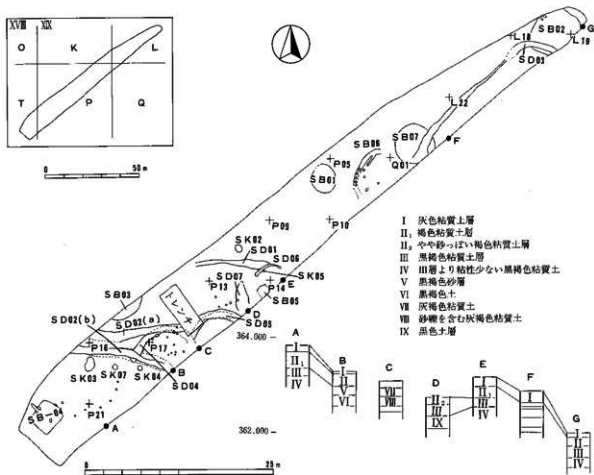 XVIII XIX
O K L
T P Q
0 50 m
G
L18
SB02
L19
SD03
L22
F
SB06
SB07
P05
Q01
SB01
P09
P10
SK02
SD01
SD06
SK05
E
P13
SD07
P14
SB05
SB03
トレンチ
D
SD05
SD02(b)
SD02(a)
P16
P17
C
B
SK03
SK07
SK04
SD04
SB-04
P21
A
0 25 m
I 灰色粘質土層
II₁ 褐色粘質土層
II₂ やや砂っぽい褐色粘質土層
III 黒褐色粘質土層
IV III層より粘性少ない黒褐色粘質土
V 黒褐色砂層
VI 黒褐色土
VII 灰褐色粘質土
VIII 砂礫を含む灰褐色粘質土
IX 黒色土層
364.000
362.000
A
I
II₁
III
IV
B
I
II
V
VI
C
VII
VIII
D
II₂
III
IX
E
I
II₁
III
IV
F
I
G
I
II
III
IV